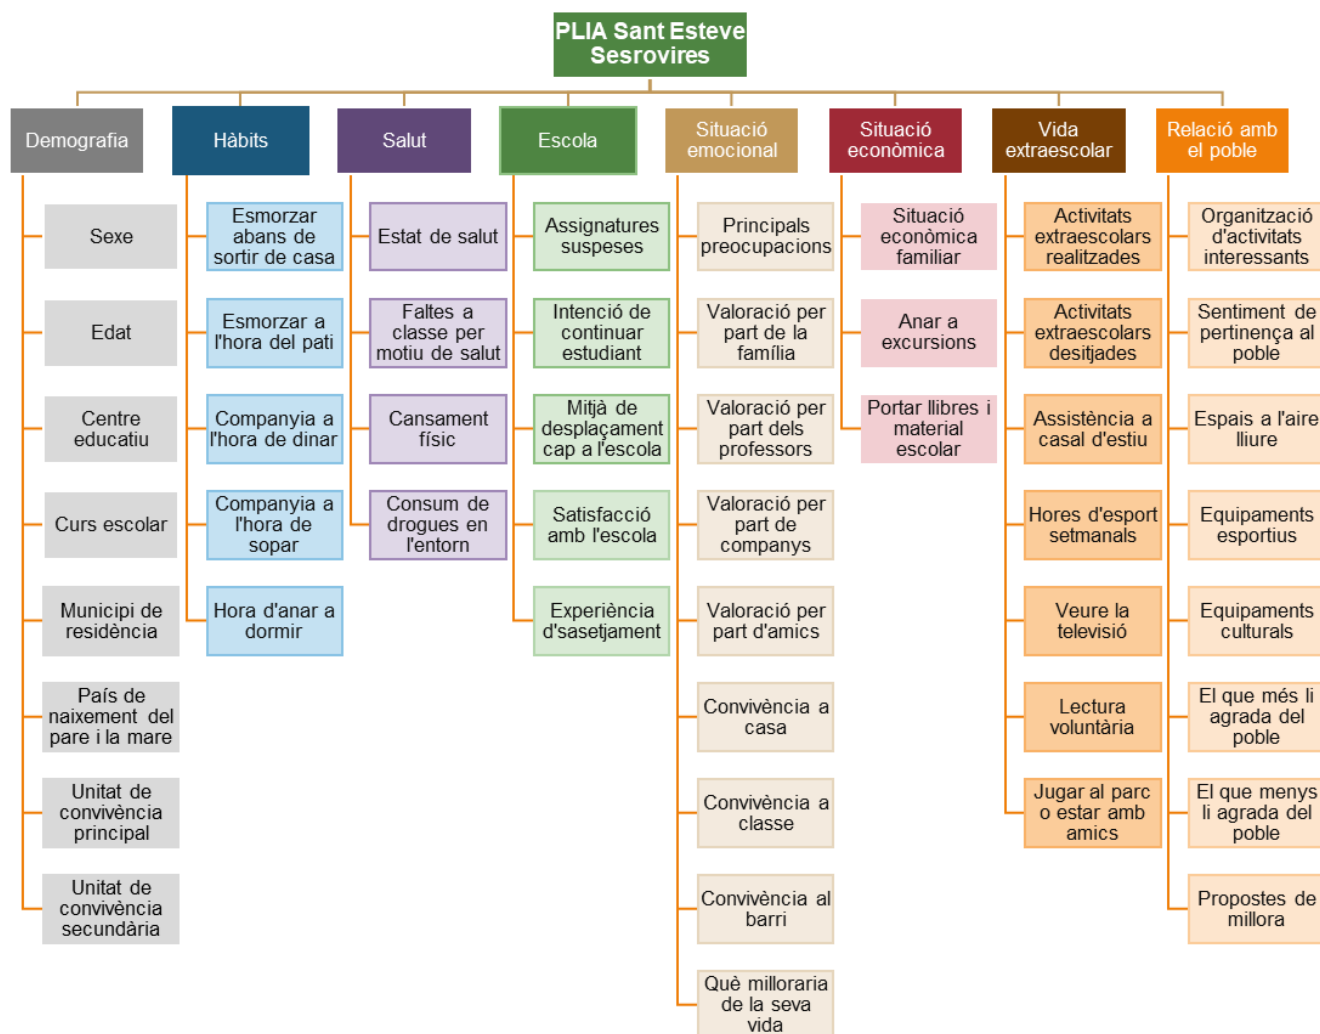 PLIA Sant Esteve
Sesrovires
Demografia
Hàbits
Salut
Escola
Situació
emocional
Situació
econòmica
Vida
extraescolar
Relació amb
el poble
Sexe
Edat
Centre
educatiu
Curs escolar
Municipi de
residència
País de
naixement del
pare i la mare
Unitat de
convivència
principal
Unitat de
convivència
secundària
Esmorzar
abans de
sortir de casa
Esmorzar a
l'hora del pati
Companyia a
l'hora de dinar
Companyia a
l'hora de
sopar
Hora d'anar a
dormir
Estat de salut
Faltes a
classe per
motiu de salut
Cansament
físic
Consum de
drogues en
l'entorn
Assignatures
suspeses
Intenció de
continuar
estudiant
Mitjà de
desplaçament
cap a l'escola
Satisfacció
amb l'escola
Experiència
d'sasetjament
Principals
preocupacions
Valoració per
part de la
família
Valoració per
part dels
professors
Valoració per
part de
companys
Valoració per
part d'amics
Convivència a
casa
Convivència a
classe
Convivència al
barri
Què milloraria
de la seva
vida
Situació
econòmica
familiar
Anar a
excursions
Portar llibres i
material
escolar
Activitats
extraescolars
realitzades
Activitats
extraescolars
desitjades
Assistència a
casal d'estiu
Hores d'esport
setmanals
Veure la
televisió
Lectura
voluntària
Jugar al parc
o estar amb
amics
Organització
d'activitats
interessants
Sentiment de
pertinença al
poble
Espais a l'aire
lliure
Equipaments
esportius
Equipaments
culturals
El que més li
agrada del
poble
El que menys
li agrada del
poble
Propostes de
millora